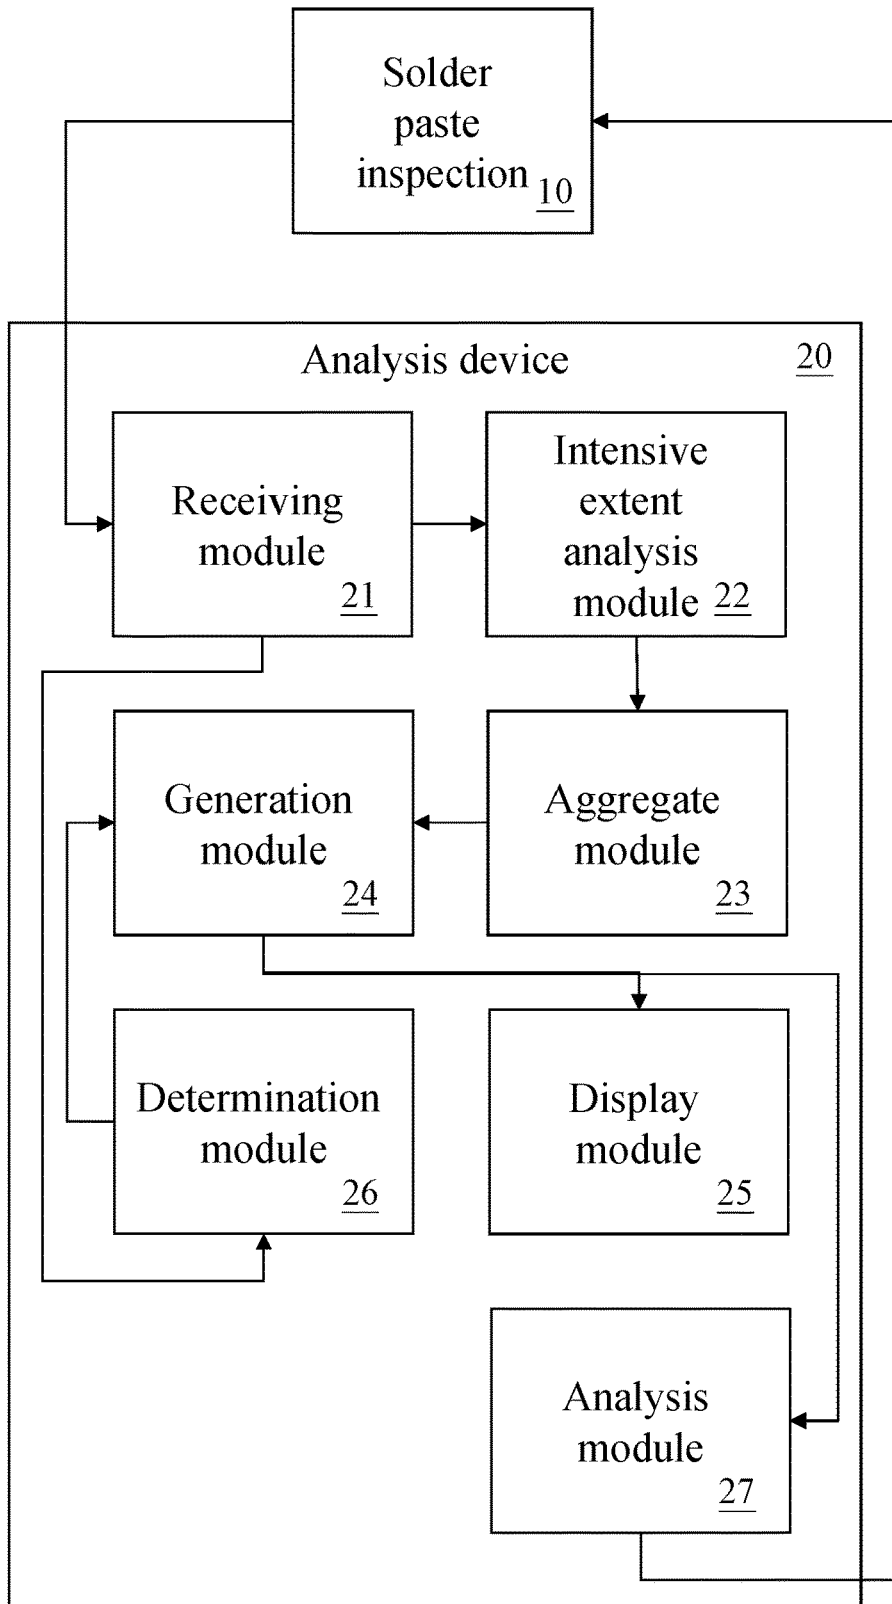 Solder
paste
inspection
10
Analysis device
20
Receiving
module
21
Intensive
extent
analysis
module 22
Generation
module
24
Aggregate
module
23
Determination
module
26
Display
module
25
Analysis
module
27